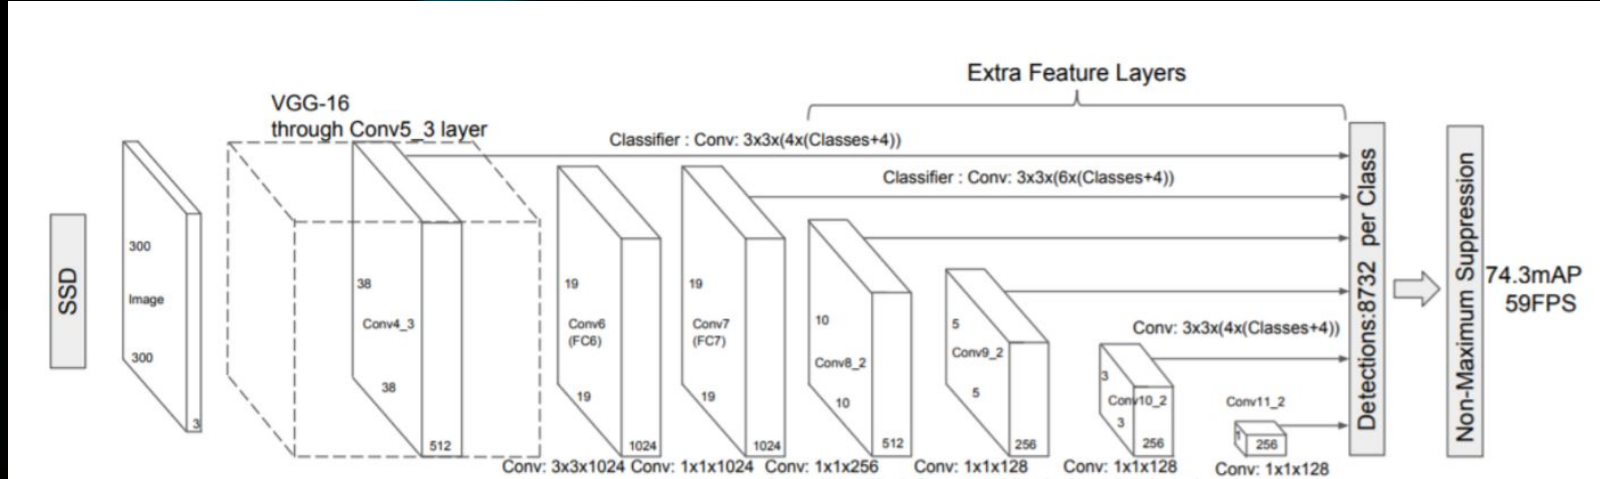 Extra Feature Layers
VGG-16
through Conv5_3 layer
Classifier : Conv: 3x3x(4x(Classes+4))
Classifier : Conv: 3x3x(6x(Classes+4))
SSD
300
Image
300
3
38
Conv4_3
38
512
19
Conv6
(FC6)
19
1024
19
Conv7
(FC7)
19
1024
10
Conv8_2
10
512
5
Conv9_2
5
256
Conv: 3x3x(4x(Classes+4))
3
Conv10_2
3
256
Conv11_2
1
256
Detections:8732 per Class
Non-Maximum Suppression
74.3mAP
59FPS
Conv: 3x3x1024 Conv: 1x1x1024 Conv: 1x1x256 Conv: 1x1x128 Conv: 1x1x128 Conv: 1x1x128